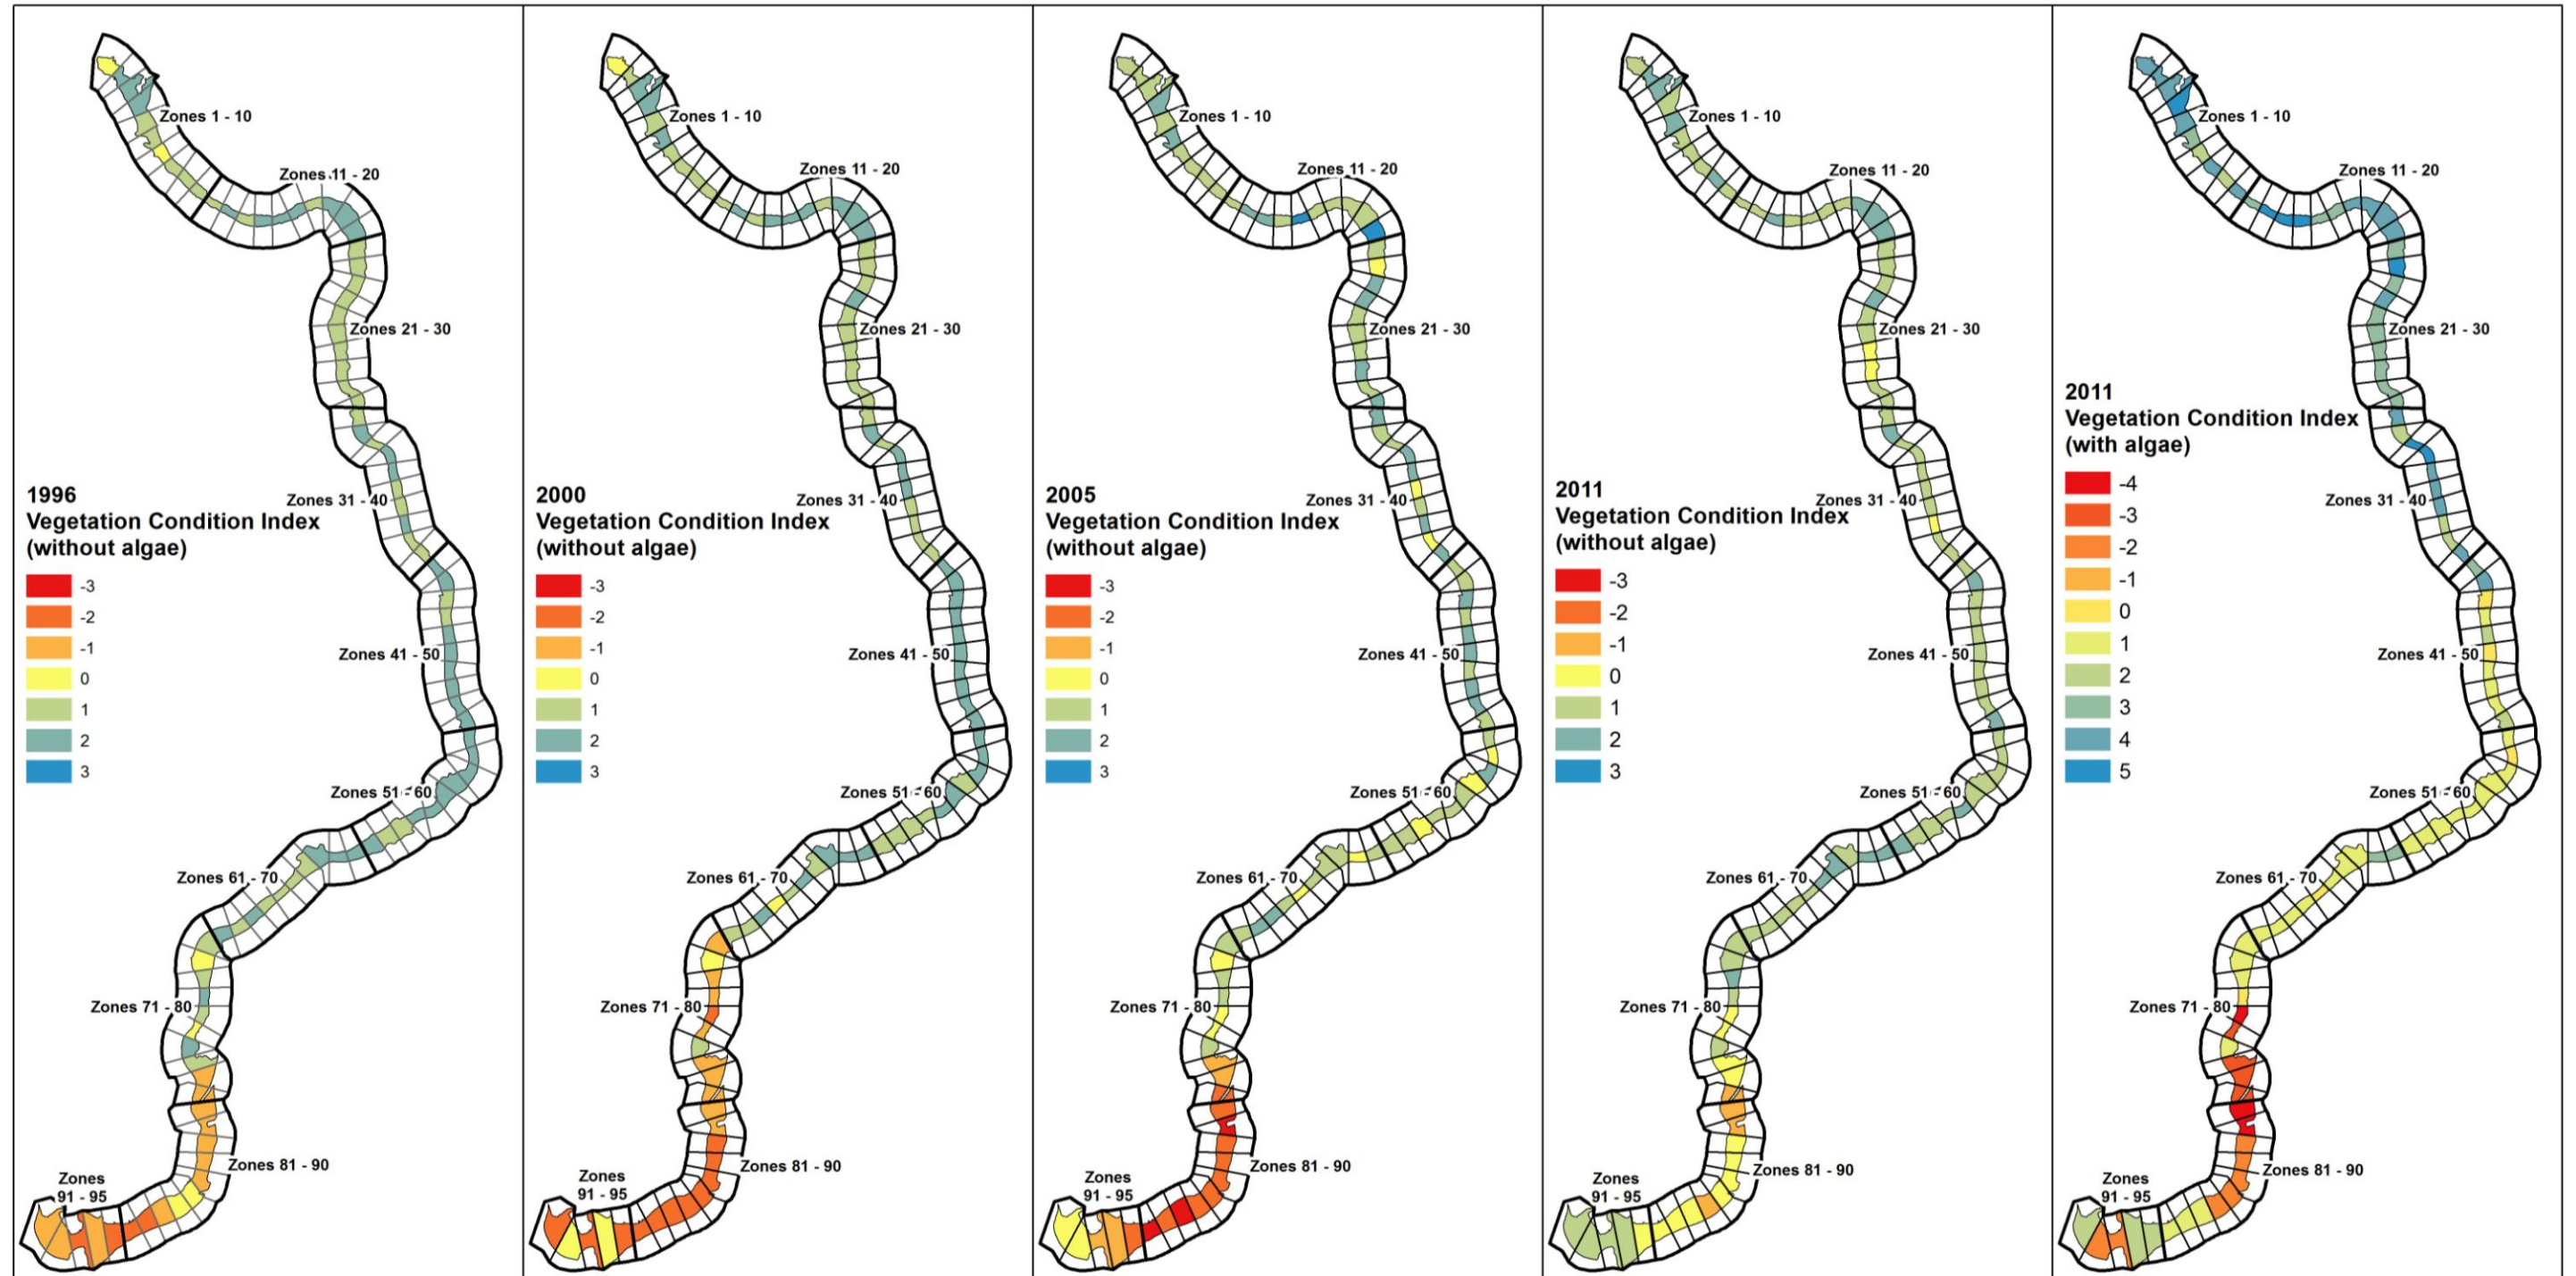 Zones 1 - 10
Zones 11 - 20
Zones 21 - 30
Zones 31 - 40
1996
Vegetation Condition Index
(without algae)
-3
-2
-1
0
1
2
3
Zones 41 - 50
Zones 51 - 60
Zones 61 - 70
Zones 71 - 80
Zones 81 - 90
Zones
91 - 95
Zones 1 - 10
Zones 11 - 20
Zones 21 - 30
Zones 31 - 40
2000
Vegetation Condition Index
(without algae)
-3
-2
-1
0
1
2
3
Zones 41 - 50
Zones 51 - 60
Zones 61 - 70
Zones 71 - 80
Zones 81 - 90
Zones
91 - 95
Zones 1 - 10
Zones 11 - 20
Zones 21 - 30
Zones 31 - 40
2005
Vegetation Condition Index
(without algae)
-3
-2
-1
0
1
2
3
Zones 41 - 50
Zones 51 - 60
Zones 61 - 70
Zones 71 - 80
Zones 81 - 90
Zones
91 - 95
Zones 1 - 10
Zones 11 - 20
Zones 21 - 30
Zones 31 - 40
2011
Vegetation Condition Index
(without algae)
-3
-2
-1
0
1
2
3
Zones 41 - 50
Zones 51 - 60
Zones 61 - 70
Zones 71 - 80
Zones 81 - 90
Zones
91 - 95
Zones 1 - 10
Zones 11 - 20
Zones 21 - 30
2011
Vegetation Condition Index
(with algae)
-4
-3
-2
-1
0
1
2
3
4
5
Zones 31 - 40
Zones 41 - 50
Zones 51 - 60
Zones 61 - 70
Zones 71 - 80
Zones 81 - 90
Zones
91 - 95